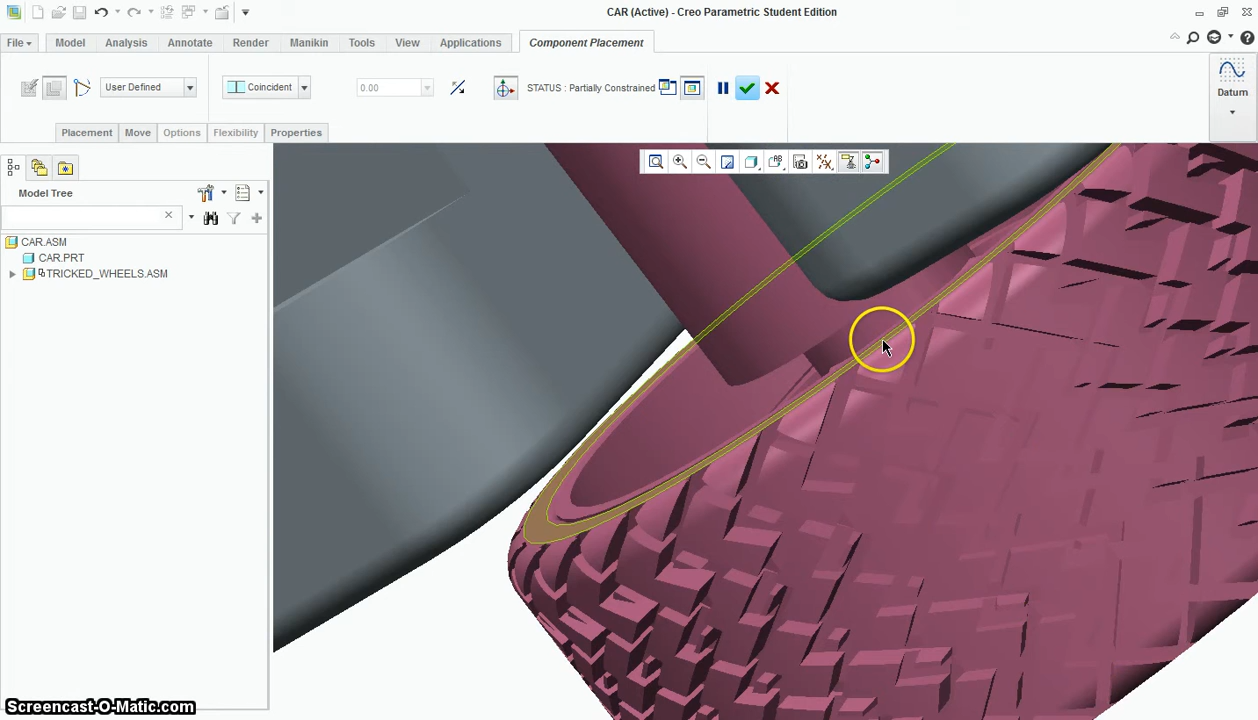 CAR (Active) - Creo Parametric Student Edition
File Model Analysis Annotate Render Manikin Tools View Applications Component Placement
User Defined Coincident 0.00 STATUS : Partially Constrained
Datum
Placement Move Options Flexibility Properties
Model Tree
CAR.ASM
CAR.PRT
TRICKED_WHEELS.ASM
Screencast-O-Matic.com